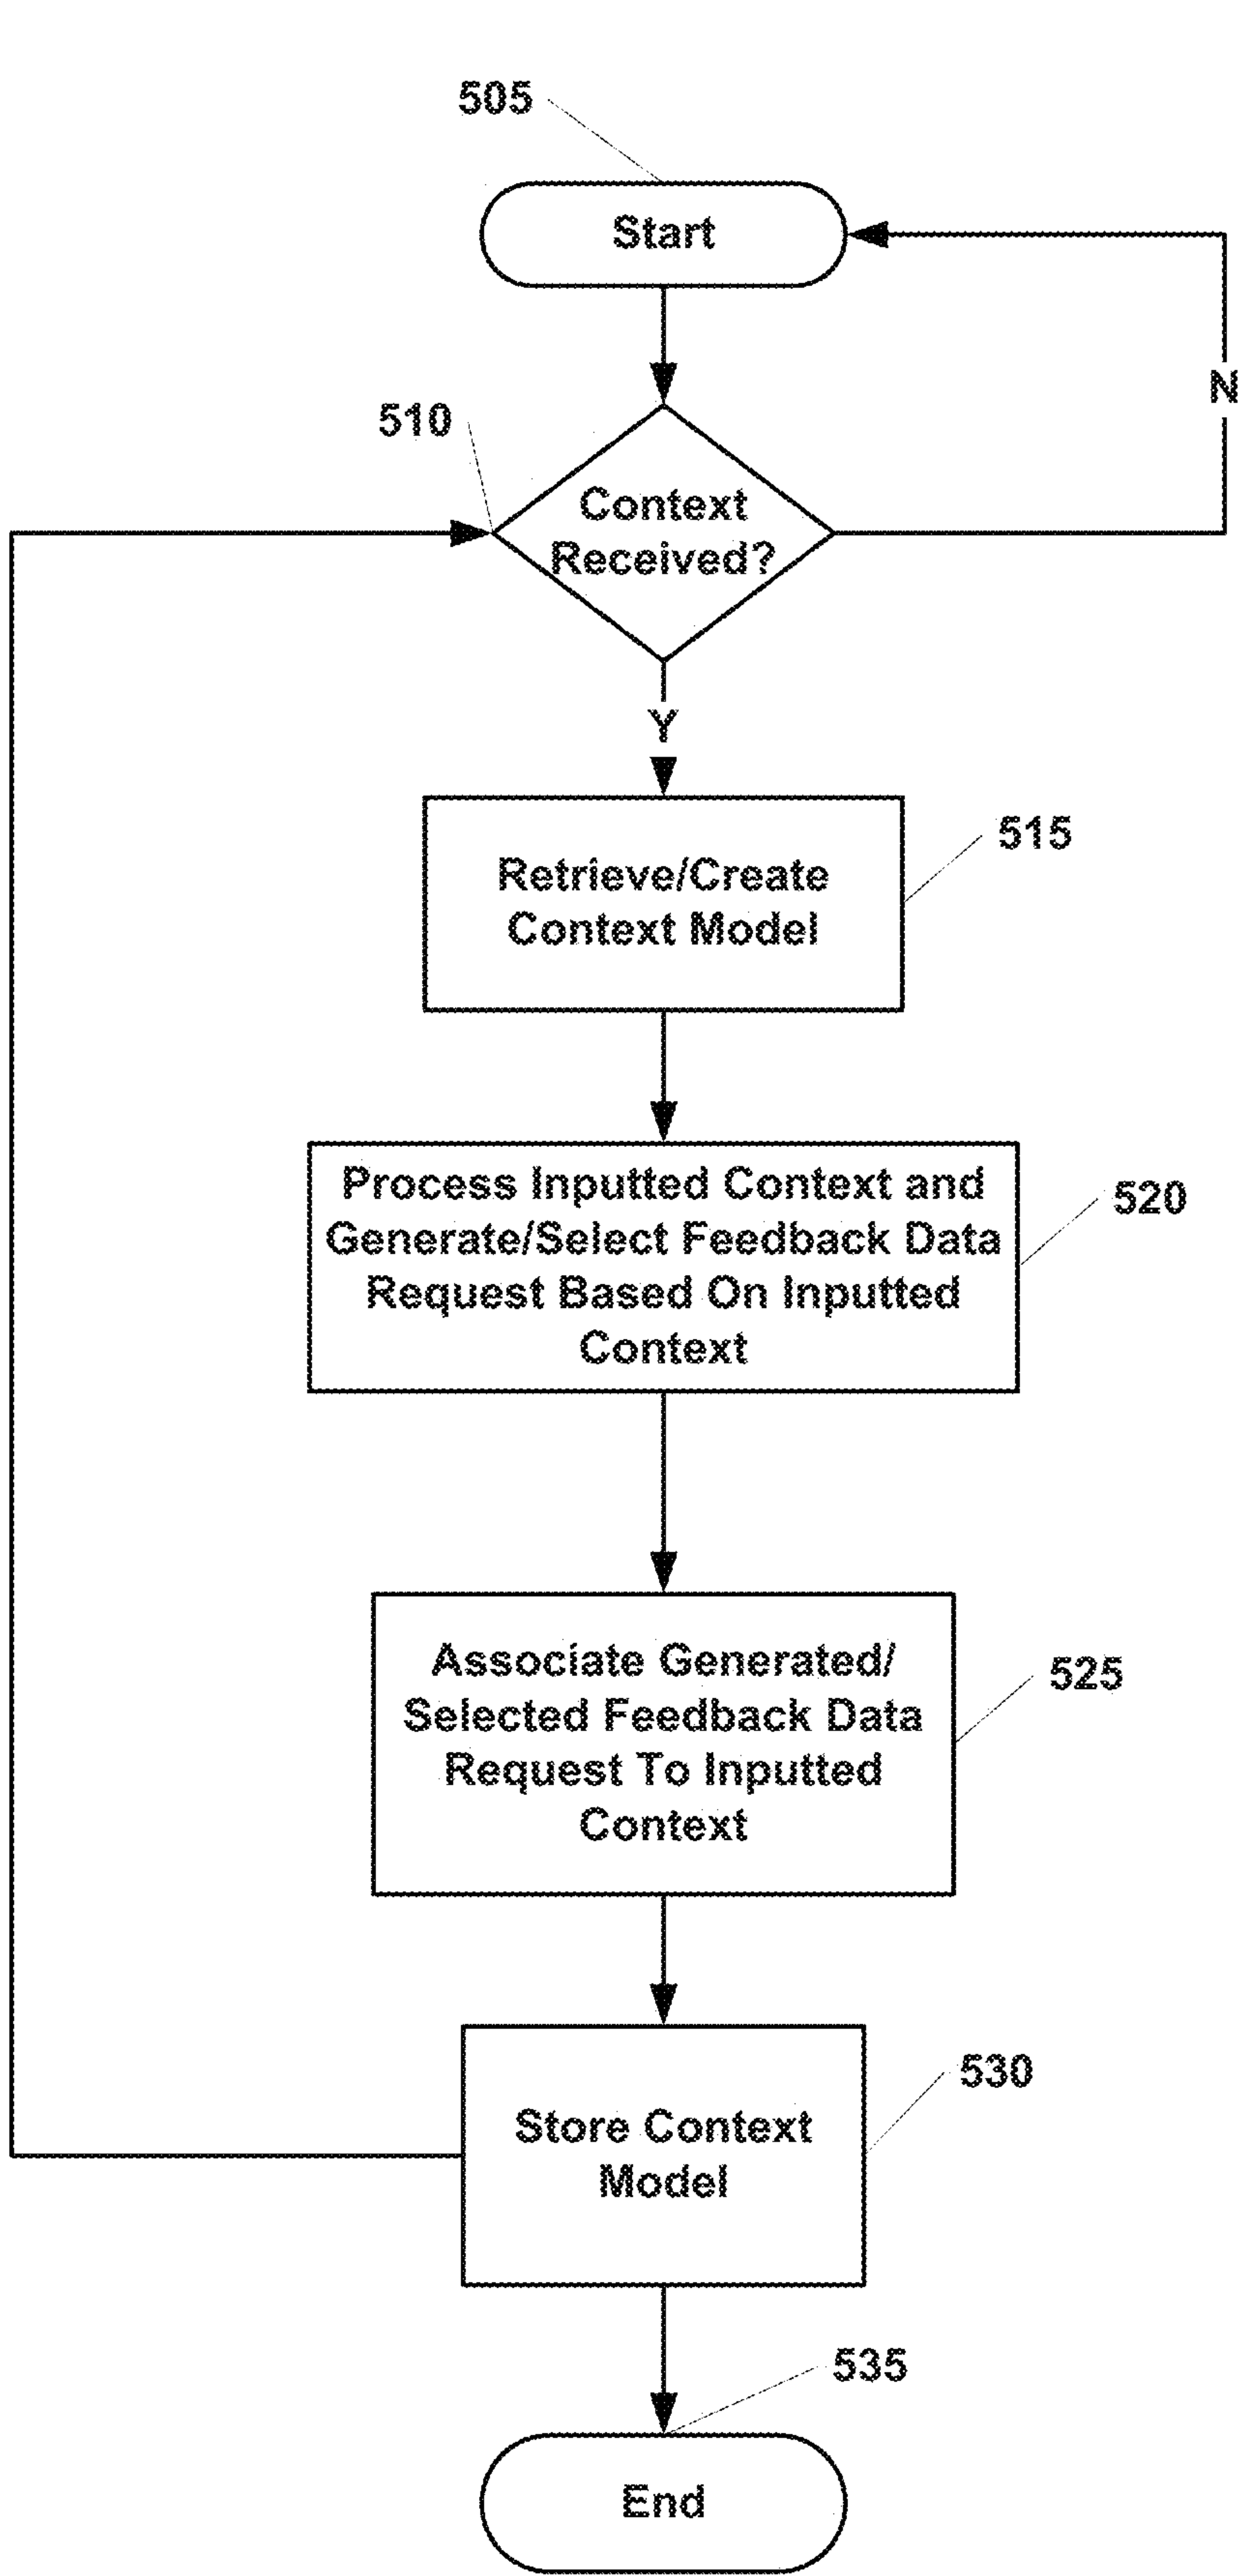 505
Start
N
510
Context
Received?
Y
515
Retrieve/Create
Context Model
520
Process Inputted Context and
Generate/Select Feedback Data
Request Based On Inputted
Context
525
Associate Generated/
Selected Feedback Data
Request To Inputted
Context
530
Store Context
Model
535
End